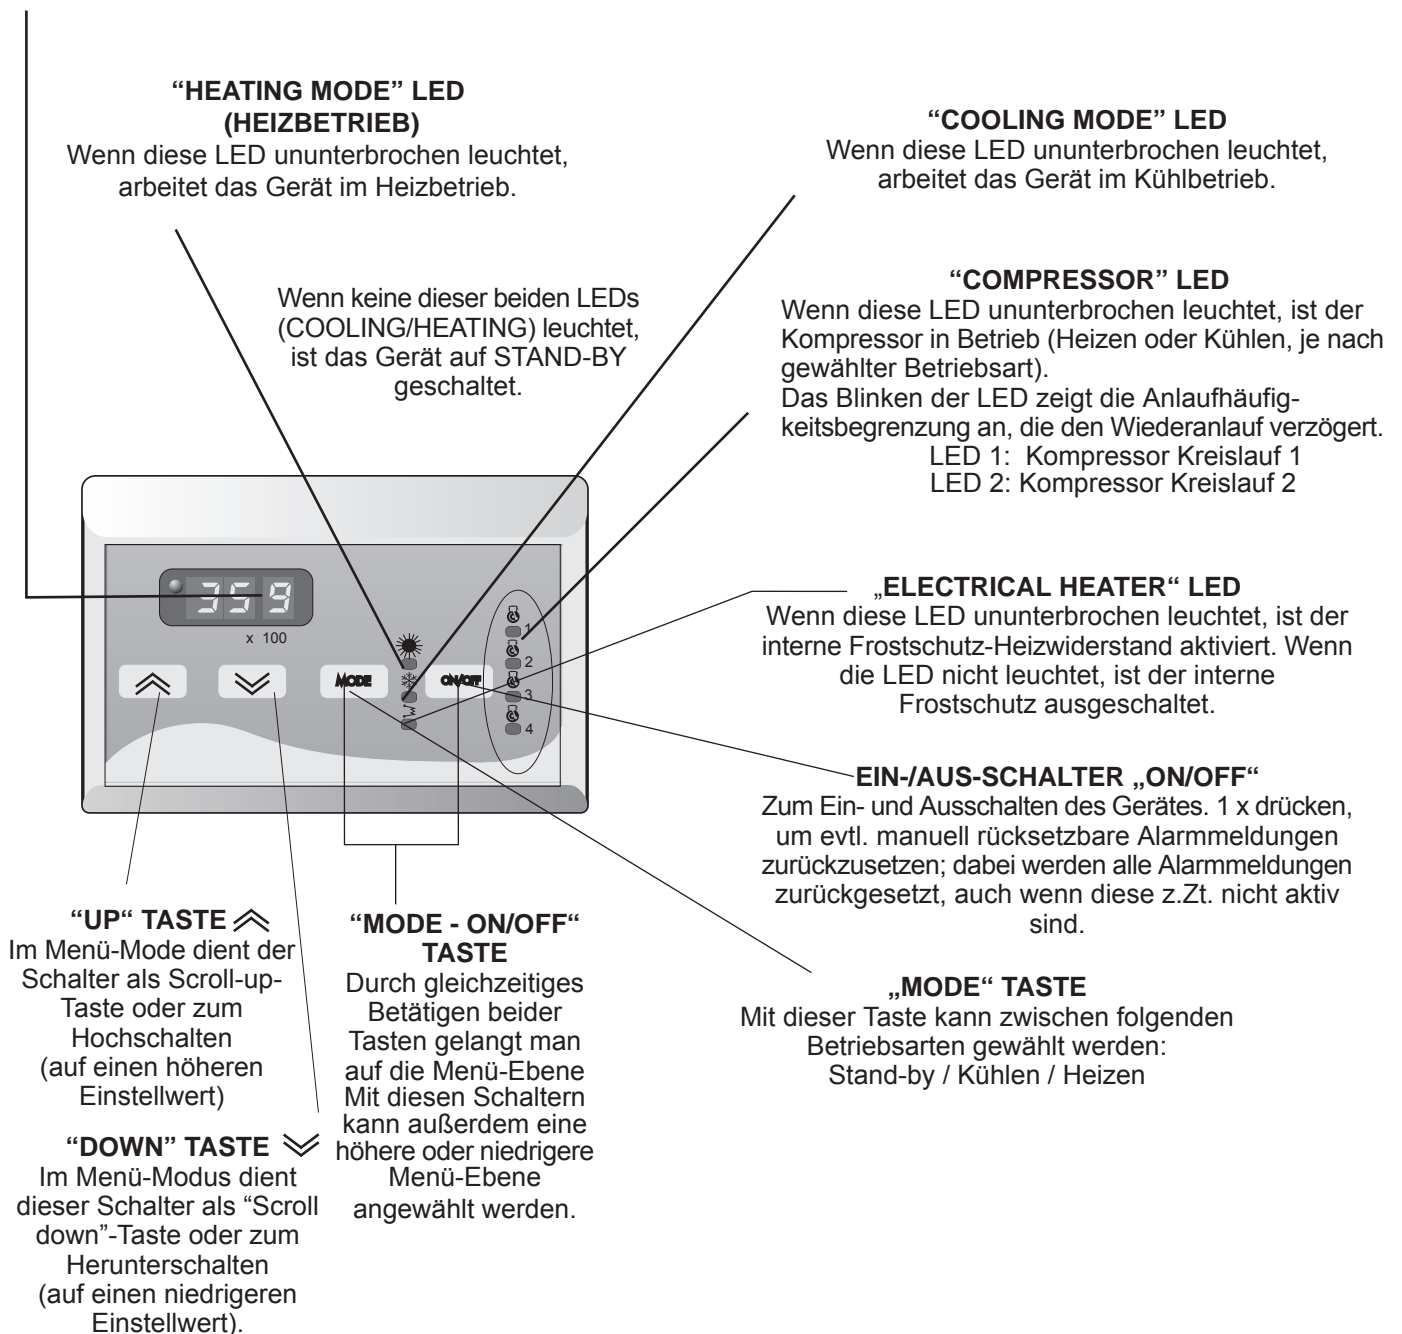 “HEATING MODE” LED
(HEIZBETRIEB)
Wenn diese LED ununterbrochen leuchtet,
arbeitet das Gerät im Heizbetrieb.
“COOLING MODE” LED
Wenn diese LED ununterbrochen leuchtet,
arbeitet das Gerät im Kühlbetrieb.
Wenn keine dieser beiden LEDs
(COOLING/HEATING) leuchtet,
ist das Gerät auf STAND-BY
geschaltet.
“COMPRESSOR” LED
Wenn diese LED ununterbrochen leuchtet, ist der
Kompressor in Betrieb (Heizen oder Kühlen, je nach
gewählter Betriebsart).
Das Blinken der LED zeigt die Anlaufhäufig-
keitsbegrenzung an, die den Wiederanlauf verzögert.
LED 1: Kompressor Kreislauf 1
LED 2: Kompressor Kreislauf 2
359
x 100
MODE
ON/OFF
1
2
3
4
„ELECTRICAL HEATER“ LED
Wenn diese LED ununterbrochen leuchtet, ist der
interne Frostschutz-Heizwiderstand aktiviert. Wenn
die LED nicht leuchtet, ist der interne
Frostschutz ausgeschaltet.
EIN-/AUS-SCHALTER „ON/OFF“
Zum Ein- und Ausschalten des Gerätes. 1 x drücken,
um evtl. manuell rücksetzbare Alarmmeldungen
zurückzusetzen; dabei werden alle Alarmmeldungen
zurückgesetzt, auch wenn diese z.Zt. nicht aktiv
sind.
“UP“ TASTE
Im Menü-Mode dient der
Schalter als Scroll-up-
Taste oder zum
Hochschalten
(auf einen höheren
Einstellwert)
“DOWN” TASTE
Im Menü-Modus dient
dieser Schalter als “Scroll
down”-Taste oder zum
Herunterschalten
(auf einen niedrigeren
Einstellwert).
“MODE - ON/OFF“
TASTE
Durch gleichzeitiges
Betätigen beider
Tasten gelangt man
auf die Menü-Ebene
Mit diesen Schaltern
kann außerdem eine
höhere oder niedrigere
Menü-Ebene
angewählt werden.
„MODE“ TASTE
Mit dieser Taste kann zwischen folgenden
Betriebsarten gewählt werden:
Stand-by / Kühlen / Heizen